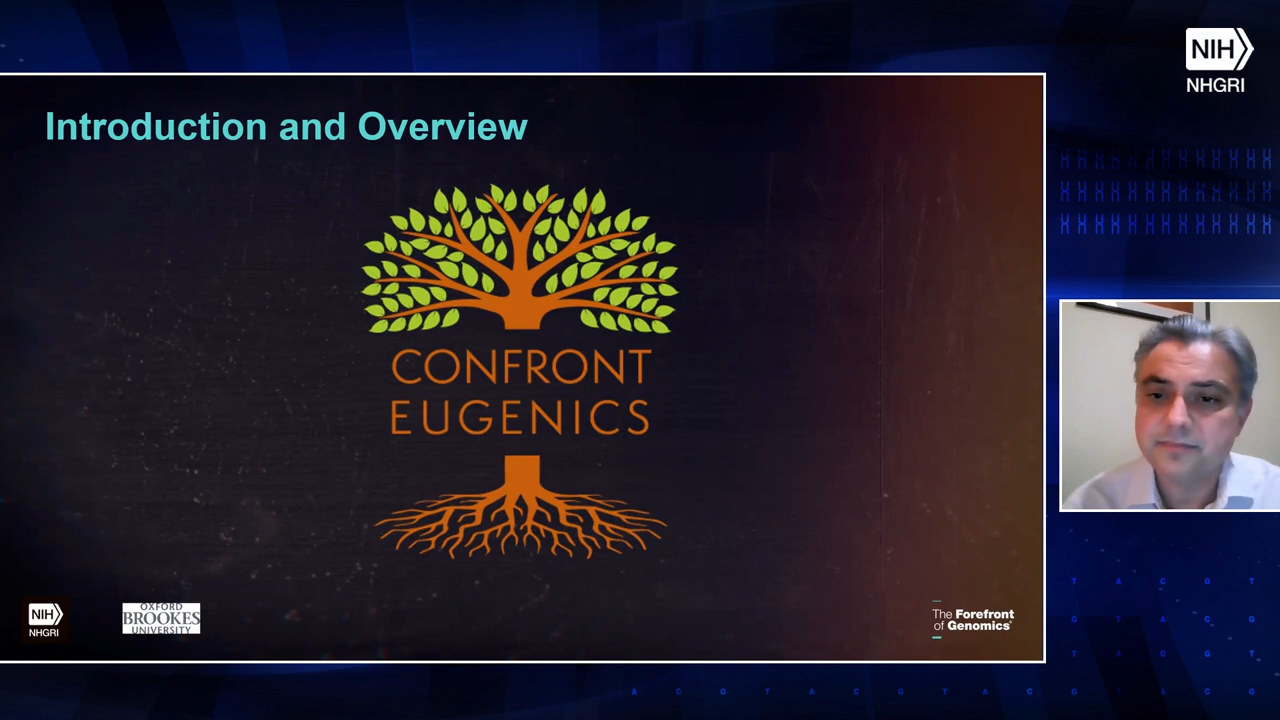 NIH
NHGRI
Introduction and Overview
CONFRONT
EUGENICS
NIH
NHGRI
OXFORD
BROOKES
UNIVERSITY
The Forefront
of Genomics®
T A C G T
G T A C G
T A C G T
A C G T A C G T A C G T A C G